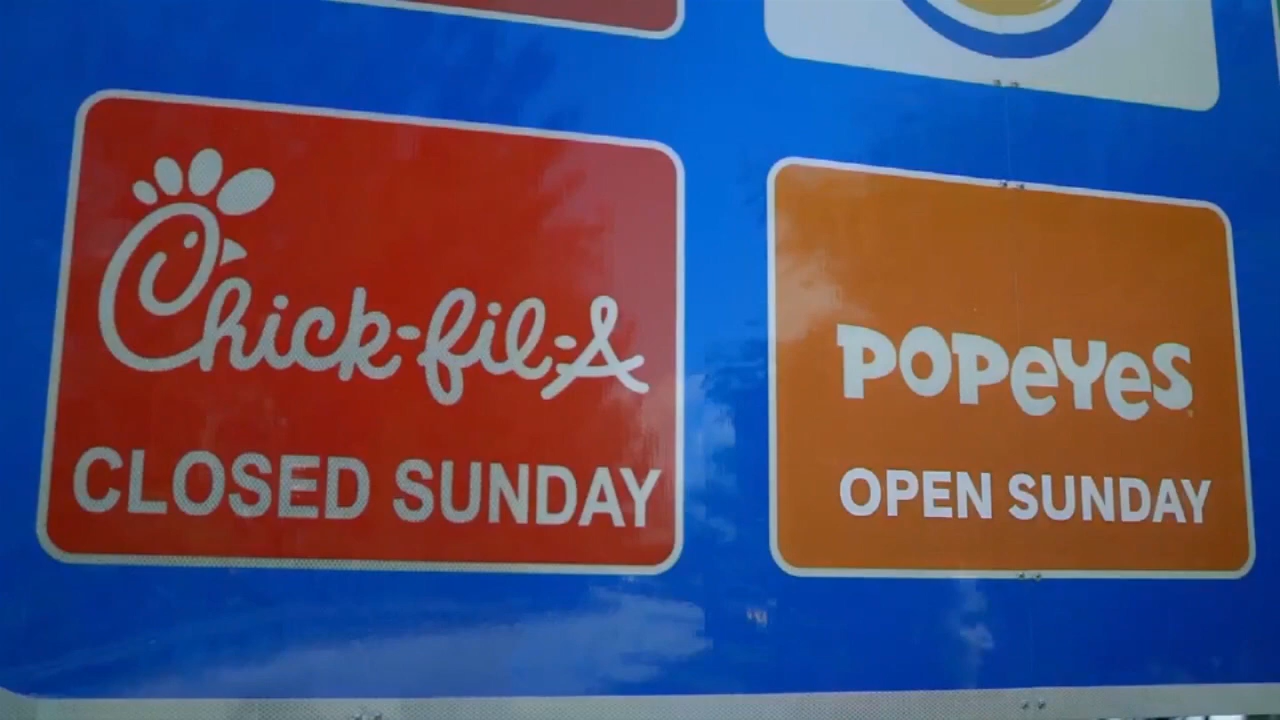 Chick-fil-A
CLOSED SUNDAY
POPEYES
OPEN SUNDAY